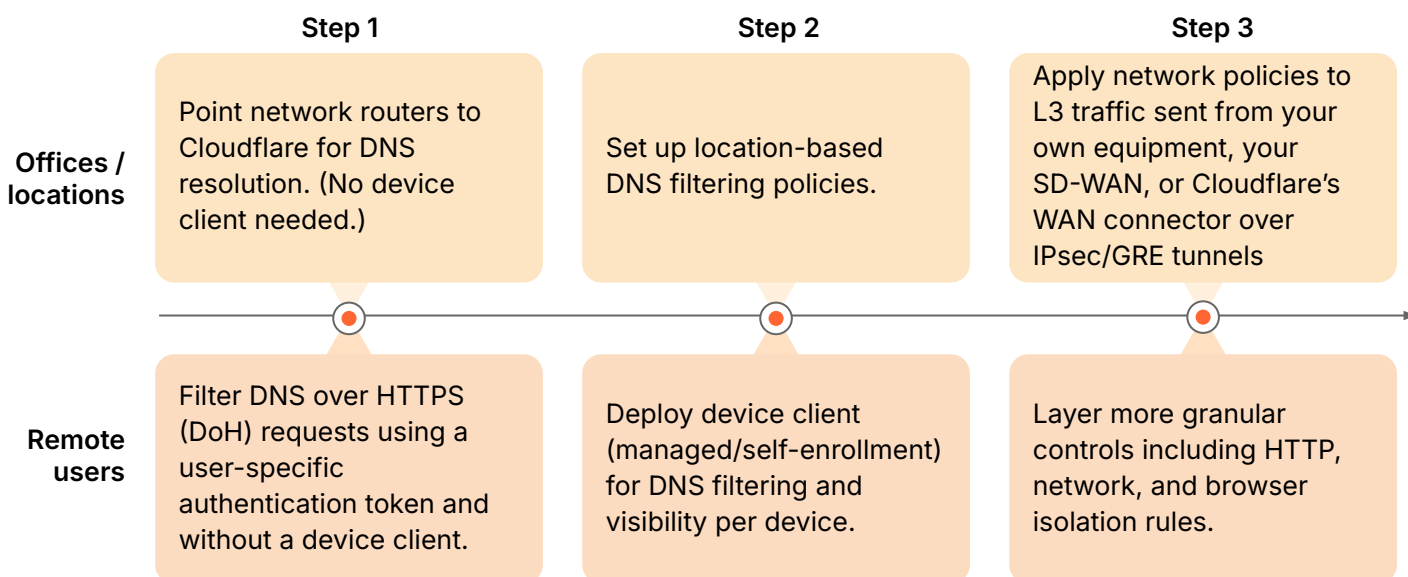 Step 1
Step 2
Step 3
Offices /
locations
Point network routers to
Cloudflare for DNS
resolution. (No device
client needed.)
Set up location-based
DNS filtering policies.
Apply network policies to
L3 traffic sent from your
own equipment, your
SD-WAN, or Cloudflare’s
WAN connector over
IPsec/GRE tunnels
Remote
users
Filter DNS over HTTPS
(DoH) requests using a
user-specific
authentication token and
without a device client.
Deploy device client
(managed/self-enrollment)
for DNS filtering and
visibility per device.
Layer more granular
controls including HTTP,
network, and browser
isolation rules.